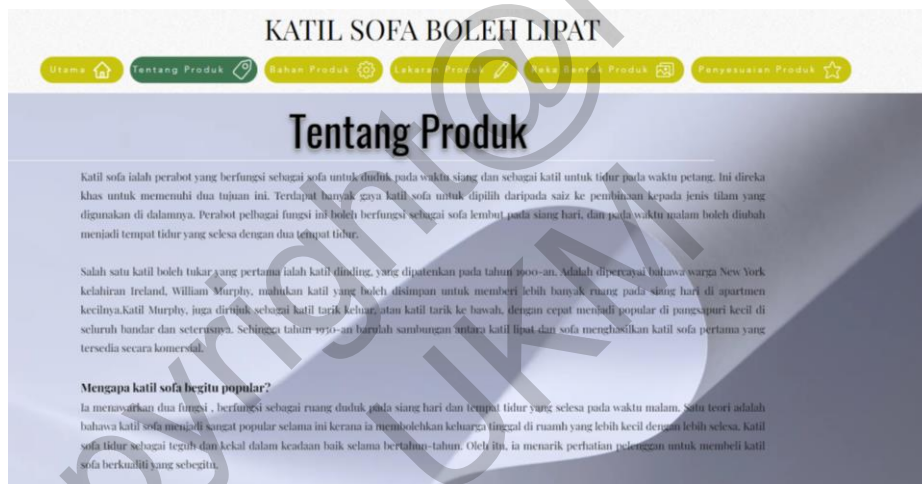 KATIL SOFA BOLEH LIPAT
Utama
Tentang Produk
Bahan Produk
Lakaran Produk
Reka Bentuk Produk
Penyesuaian Produk
Tentang Produk
Katil sofa ialah perabot yang berfungsi sebagai sofa untuk duduk pada waktu siang dan sebagai katil untuk tidur pada waktu petang. Ini direka
khas untuk memenuhi dua tujuan ini. Terdapat banyak gaya katil sofa untuk dipilih daripada saiz ke pembinaan kepada jenis tilam yang
digunakan di dalamnya. Perabot pelbagai fungsi ini boleh berfungsi sebagai sofa lembut pada siang hari, dan pada waktu malam boleh diubah
menjadi tempat tidur yang selesa dengan dua tempat tidur.
Salah satu katil boleh tukar yang pertama ialah katil dinding, yang dipatenkan pada tahun 1900-an. Adalah dipercayai bahawa warga New York
kelahiran Ireland, William Murphy, mahukan katil yang boleh disimpan untuk memberi lebih banyak ruang pada siang hari di apartmen
kecilnya.Katil Murphy, juga dirujuk sebagai katil tarik keluar, atau katil tarik ke bawah, dengan cepat menjadi popular di pangsapuri kecil di
seluruh bandar dan seterusnya. Sehingga tahun 1930-an barulah sambungan antara katil lipat dan sofa menghasilkan katil sofa pertama yang
tersedia secara komersial.
Mengapa katil sofa begitu popular?
Ia menawarkan dua fungsi , berfungsi sebagai ruang duduk pada siang hari dan tempat tidur yang selesa pada waktu malam. Satu teori adalah
bahawa katil sofa menjadi sangat popular selama ini kerana ia membolehkan keluarga tinggal di ruamh yang lebih kecil dengan lebih selesa. Katil
sofa tidur sebagai teguh dan kekal dalam keadaan baik selama bertahun-tahun. Oleh itu, ia menarik perhatian pelenggan untuk membeli katil
sofa berkualiti yang sebegitu.
pyright@
UKM